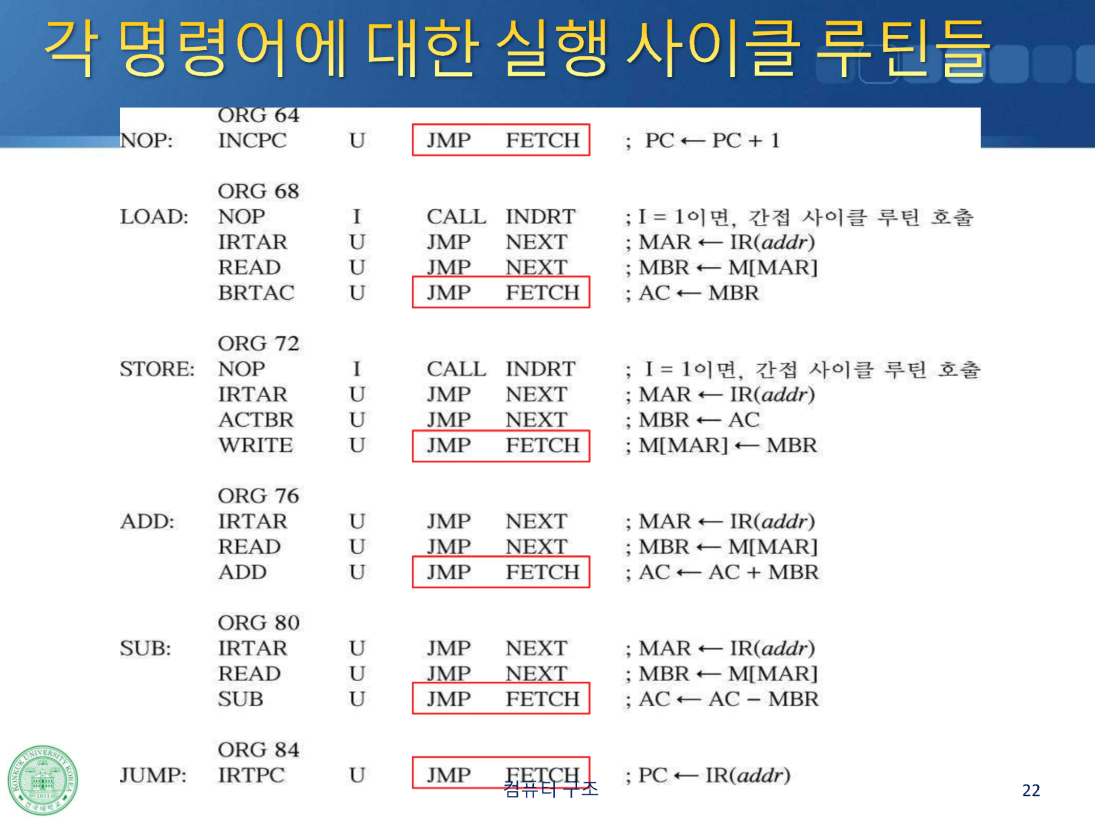 각 명령어에 대한 실행 사이클 루틴들
ORG 64
NOP: INCPC U JMP FETCH ; PC ← PC + 1
ORG 68
LOAD: NOP I CALL INDRT ; I = 1이면, 간접 사이클 루틴 호출
IRTAR U JMP NEXT ; MAR ← IR(addr)
READ U JMP NEXT ; MBR ← M[MAR]
BRTAC U JMP FETCH ; AC ← MBR
ORG 72
STORE: NOP I CALL INDRT ; I = 1이면, 간접 사이클 루틴 호출
IRTAR U JMP NEXT ; MAR ← IR(addr)
ACTBR U JMP NEXT ; MBR ← AC
WRITE U JMP FETCH ; M[MAR] ← MBR
ORG 76
ADD: IRTAR U JMP NEXT ; MAR ← IR(addr)
READ U JMP NEXT ; MBR ← M[MAR]
ADD U JMP FETCH ; AC ← AC + MBR
ORG 80
SUB: IRTAR U JMP NEXT ; MAR ← IR(addr)
READ U JMP NEXT ; MBR ← M[MAR]
SUB U JMP FETCH ; AC ← AC − MBR
ORG 84
JUMP: IRTPC U JMP FETCH ; PC ← IR(addr)
컴퓨터 구조
22